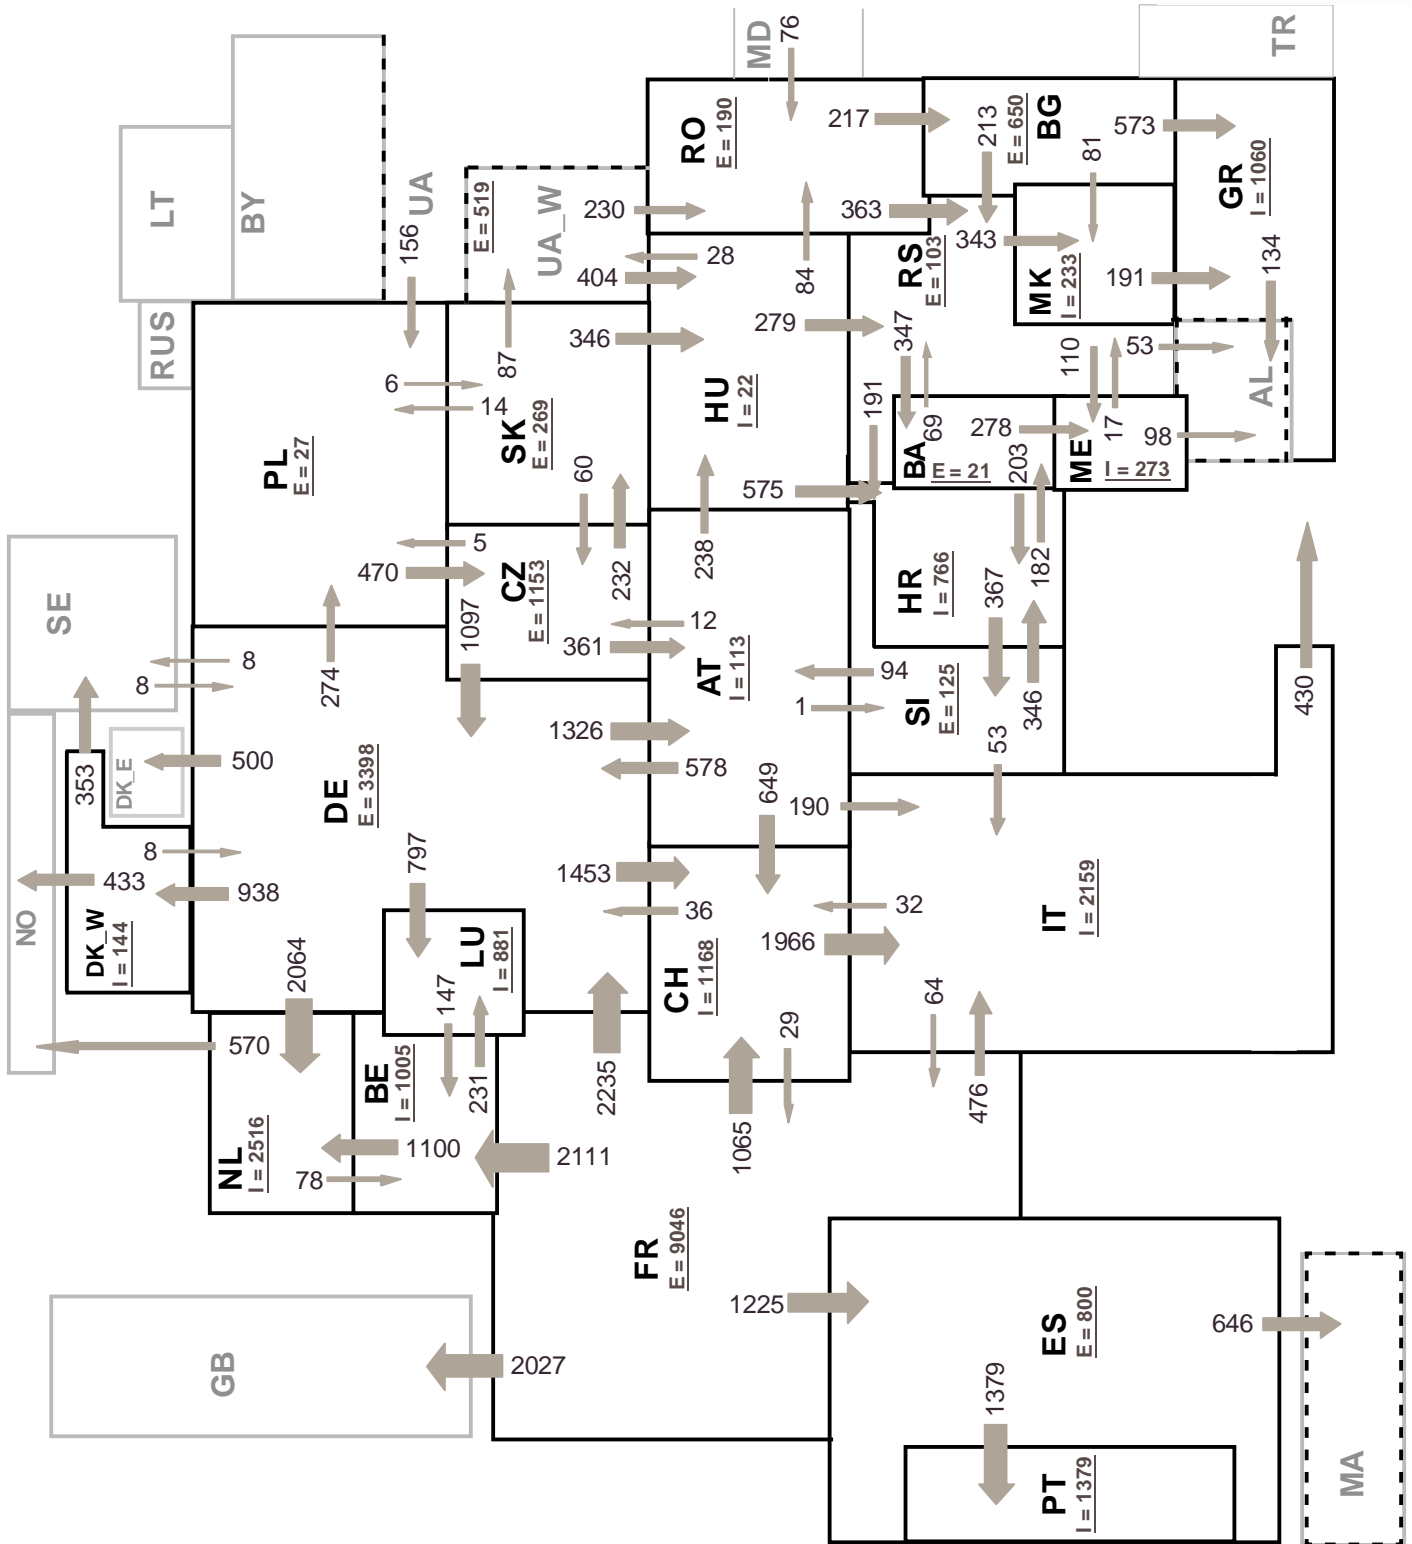 MD
76
TR
RO
E = 190
217
213
E = 650
BG
573
81
GR
I = 1060
LT
BY
UA
156
E = 519
UA_W
230
363
343
RS
E = 103
MK
I = 233
191
134
28
404
84
RUS
87
346
279
347
110
53
AL
6
14
HU
I = 22
191
69
278
17
98
PL
E = 27
SK
E = 269
60
BA
E = 21
203
ME
I = 273
575
5
470
232
238
182
SE
CZ
E = 1153
HR
I = 766
367
274
1097
12
361
AT
I = 113
94
1
SI
E = 125
346
430
8
8
53
353
DK_E
500
DE
E = 3398
1326
578
649
190
8
797
1453
36
32
IT
I = 2159
NO
433
938
DK_W
I = 144
LU
I = 881
1966
CH
I = 1168
2064
147
64
570
BE
I = 1005
231
2235
29
476
1065
NL
I = 2516
1100
78
2111
FR
E = 9046
1225
ES
E = 800
646
GB
2027
1379
PT
I = 1379
MA